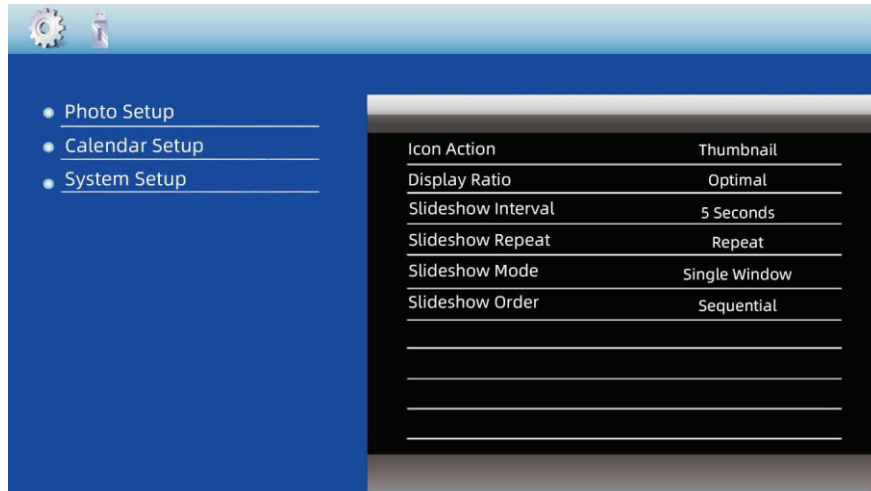 Photo Setup
Calendar Setup
System Setup
Icon Action Thumbnail
Display Ratio Optimal
Slideshow Interval 5 Seconds
Slideshow Repeat Repeat
Slideshow Mode Single Window
Slideshow Order Sequential